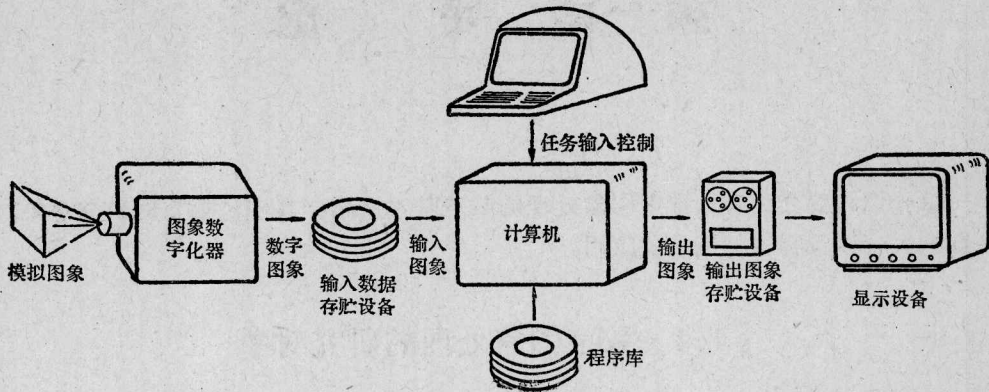 任务输入控制
图象数
字化器
计算机
模拟图象
数字
图象
输入数据
存贮设备
输入
图象
输出
图象
输出图象
存贮设备
显示设备
程序库